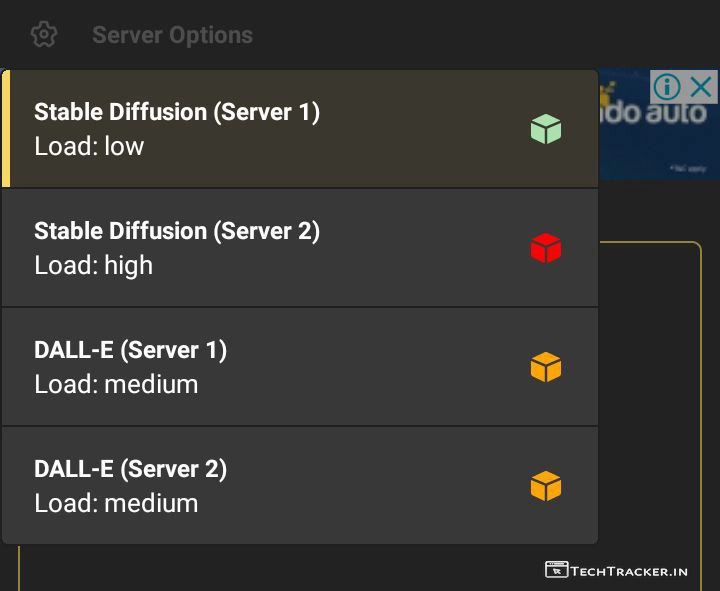 Server Options
Stable Diffusion (Server 1)
Load: low
Stable Diffusion (Server 2)
Load: high
DALL-E (Server 1)
Load: medium
DALL-E (Server 2)
Load: medium
do auto
TECHTRACKER.IN